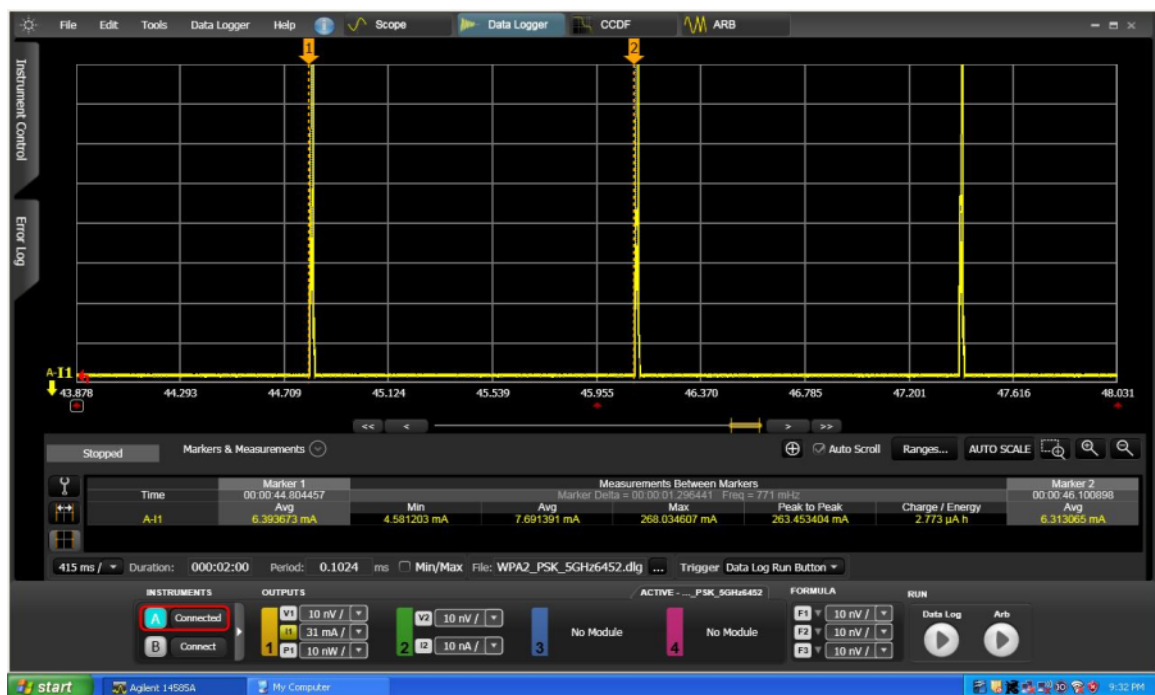 File Edit Tools Data Logger Help i Scope Data Logger CCDF ARB
Instrument Control
Error Log
1 2
A-I1
43.878 44.293 44.709 45.124 45.539 45.955 46.370 46.785 47.201 47.616 48.031
<< < > >>
Stopped Markers & Measurements Auto Scroll Ranges... AUTO SCALE
Marker 1 Measurements Between Markers Marker 2
Time 00:00:44.804457 Marker Delta = 00:00:01.296441 Freq = 771 mHz 00:00:46.100898
Avg Min Avg Max Peak to Peak Charge / Energy Avg
A-I1 6.393673 mA 4.581203 mA 7.691391 mA 268.034607 mA 263.453404 mA 2.773 µA h 6.313065 mA
415 ms / Duration: 000:02:00 Period: 0.1024 ms Min/Max File: WPA2_PSK_5GHz6452.dlg ... Trigger Data Log Run Button
INSTRUMENTS OUTPUTS ACTIVE - ..._PSK_5GHz6452 FORMULA RUN
A Connected
B Connect
1 V1 10 nV /
I1 31 mA /
P1 10 nW /
2 V2 10 nV /
I2 10 nA /
3 No Module
4 No Module
F1 10 nV /
F2 10 nV /
F3 10 nV /
Data Log Arb
start Agilent 14585A My Computer 9:32 PM